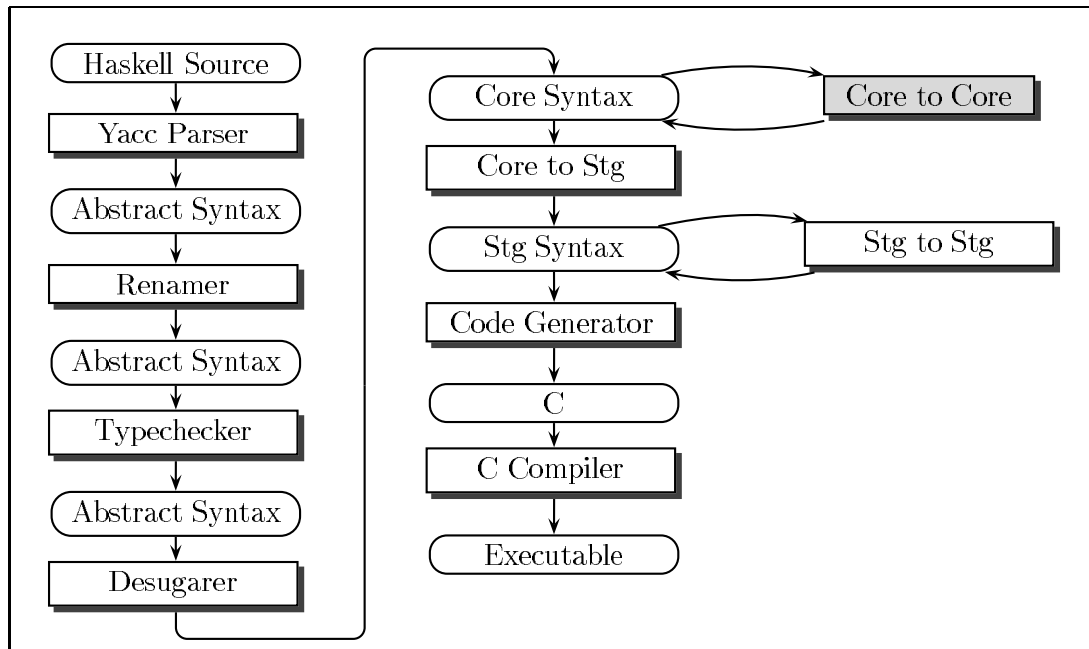 Haskell Source
Yacc Parser
Abstract Syntax
Renamer
Abstract Syntax
Typechecker
Abstract Syntax
Desugarer
Core Syntax
Core to Core
Core to Stg
Stg Syntax
Stg to Stg
Code Generator
C
C Compiler
Executable